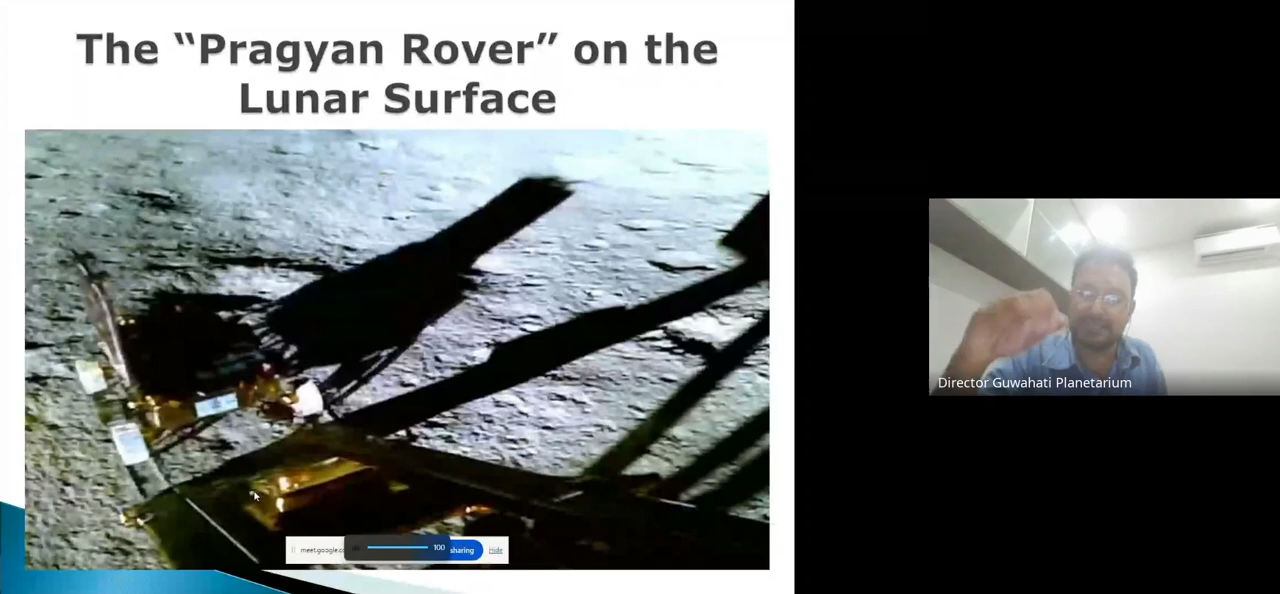 The “Pragyan Rover” on the
Lunar Surface
Director Guwahati Planetarium
100
Hide